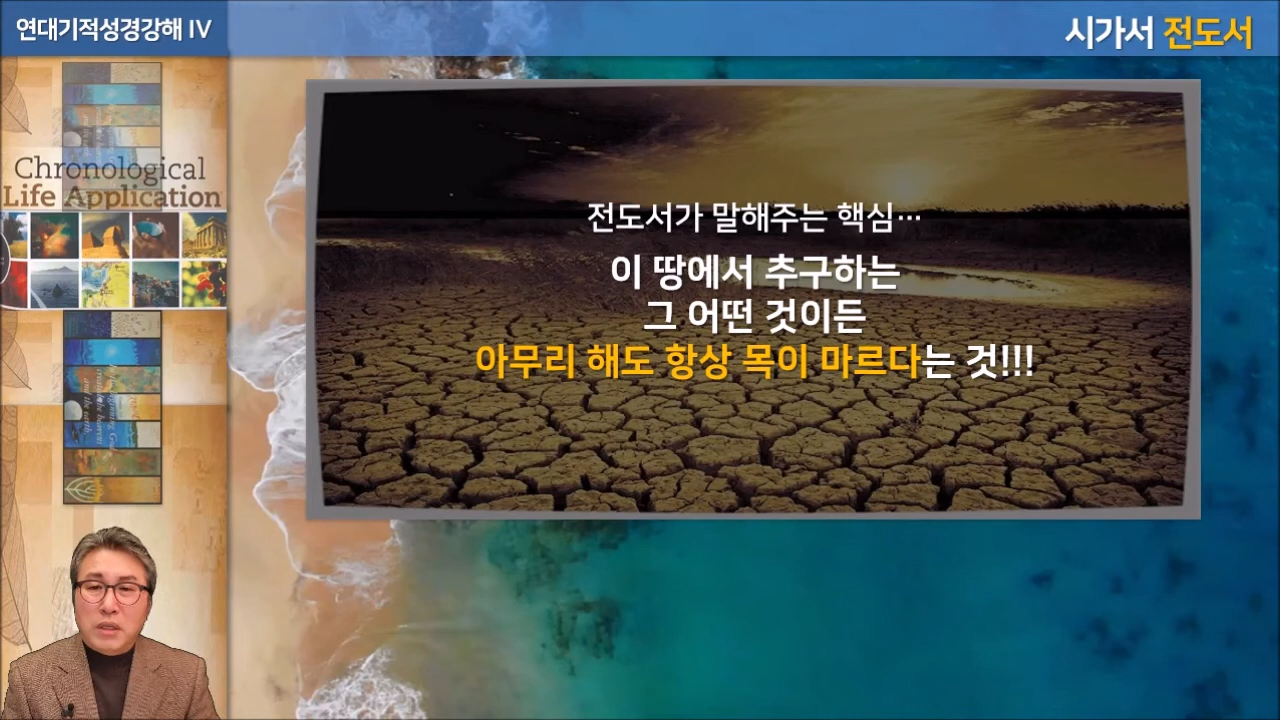 연대기적성경강해 IV
시가서 전도서
Chronological
Life Application
전도서가 말해주는 핵심…
이 땅에서 추구하는
그 어떤 것이든
아무리 해도 항상 목이 마르다는 것!!!